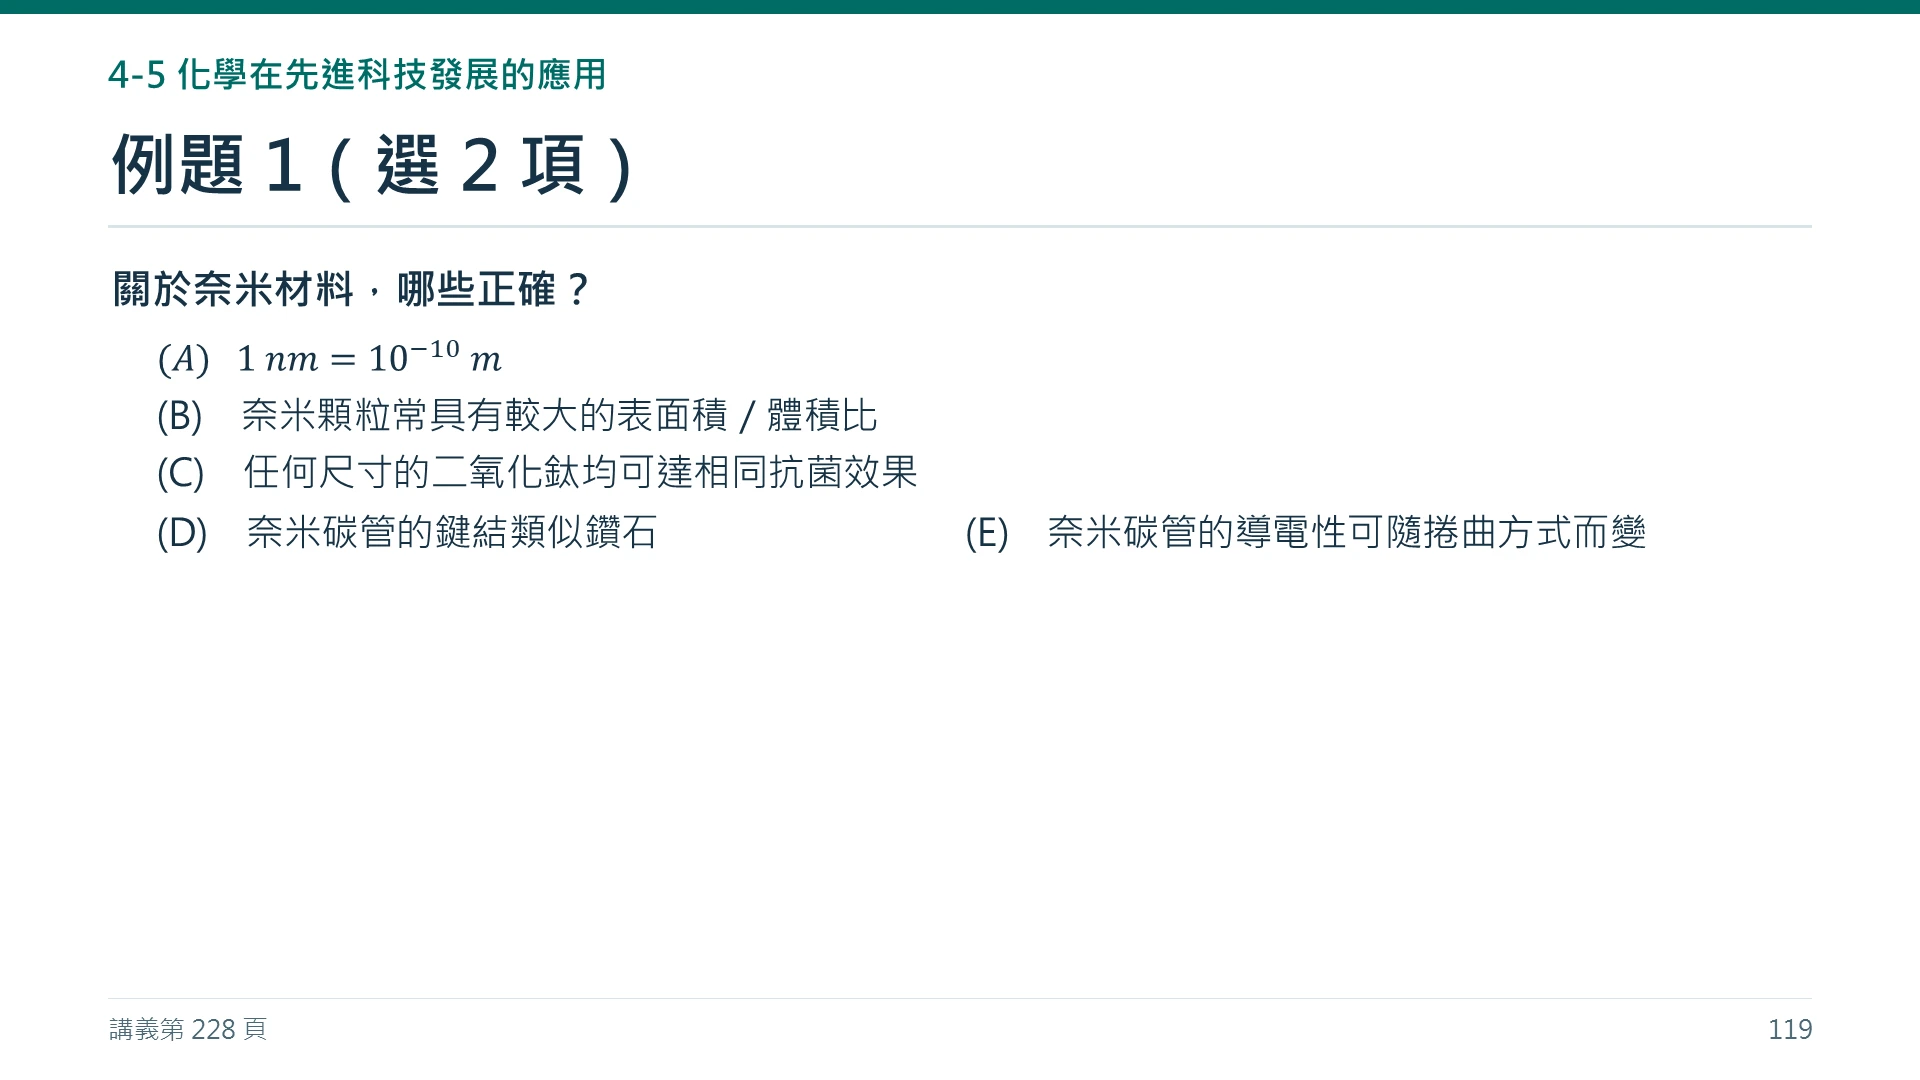 4-5 化學在先進科技發展的應用
例題 1（選 2 項）
關於奈米材料，哪些正確？
(A) 1 nm = 10⁻¹⁰ m
(B) 奈米顆粒常具有較大的表面積 / 體積比
(C) 任何尺寸的二氧化鈦均可達相同抗菌效果
(D) 奈米碳管的鍵結類似鑽石 (E) 奈米碳管的導電性可隨捲曲方式而變
講義第 228 頁 119